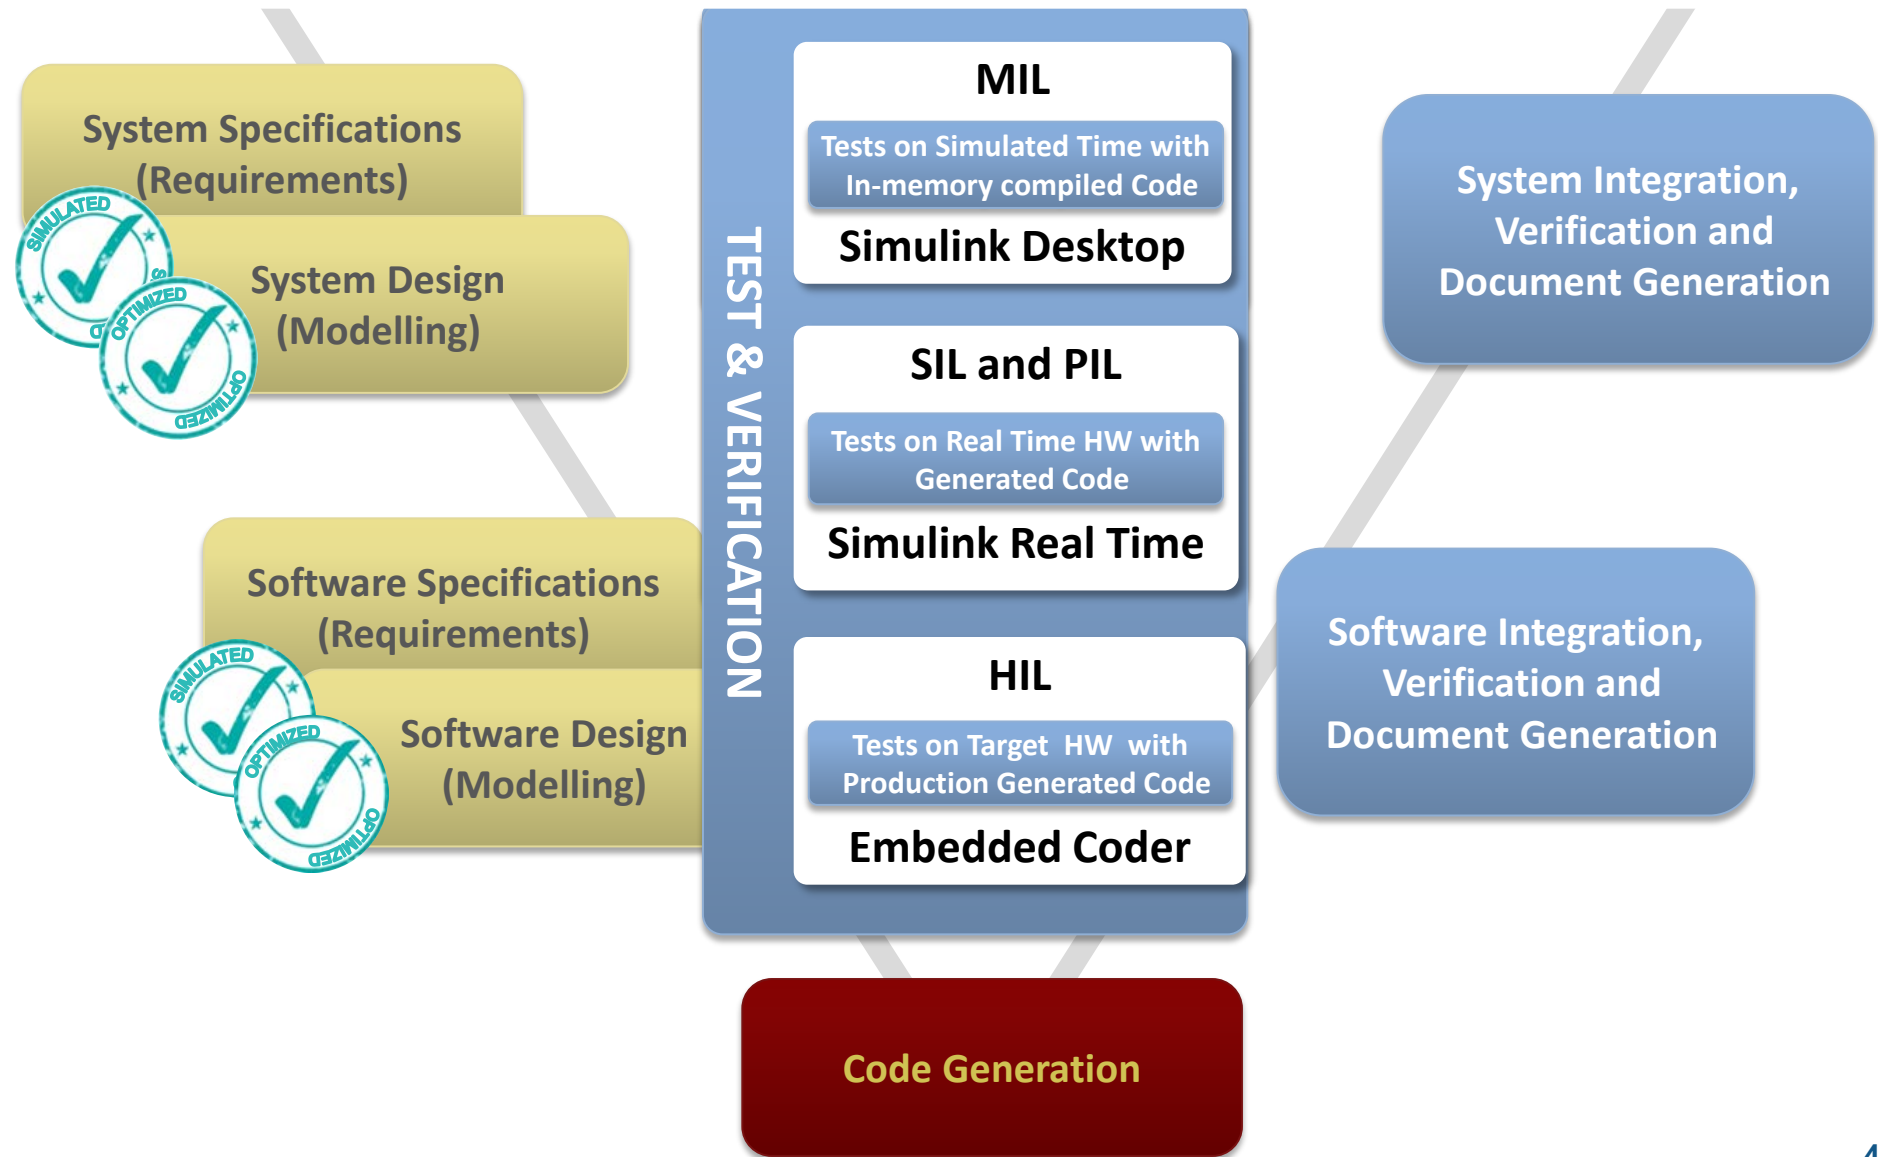 System Specifications
(Requirements)
SIMULATED
System Design
(Modelling)
OPTIMIZED
OPTIMIZED
Software Specifications
(Requirements)
SIMULATED
Software Design
(Modelling)
OPTIMIZED
OPTIMIZED
TEST & VERIFICATION
MIL
Tests on Simulated Time with
In-memory compiled Code
Simulink Desktop
SIL and PIL
Tests on Real Time HW with
Generated Code
Simulink Real Time
HIL
Tests on Target HW with
Production Generated Code
Embedded Coder
System Integration,
Verification and
Document Generation
Software Integration,
Verification and
Document Generation
Code Generation
4